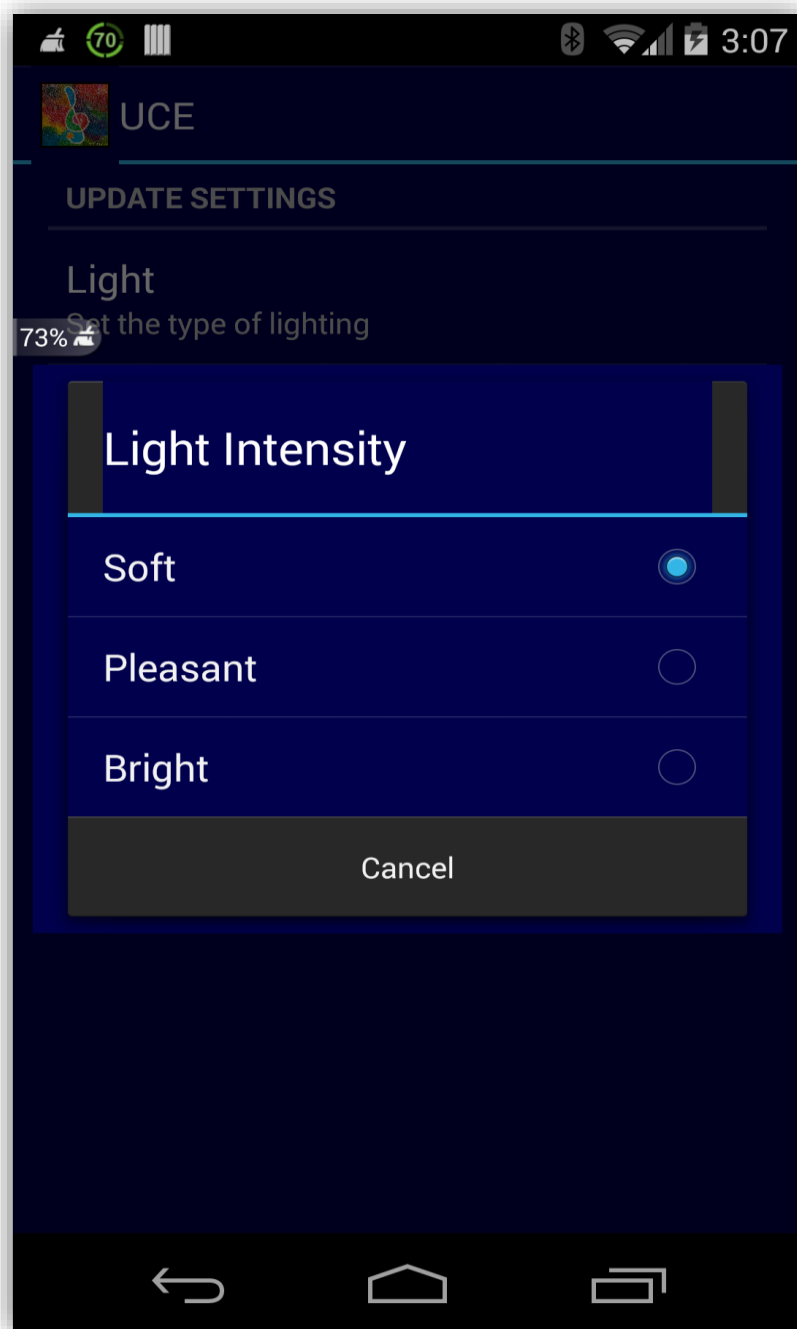 70
3:07
UCE
UPDATE SETTINGS
Light
Set the type of lighting
73%
Light Intensity
Soft
Pleasant
Bright
Cancel